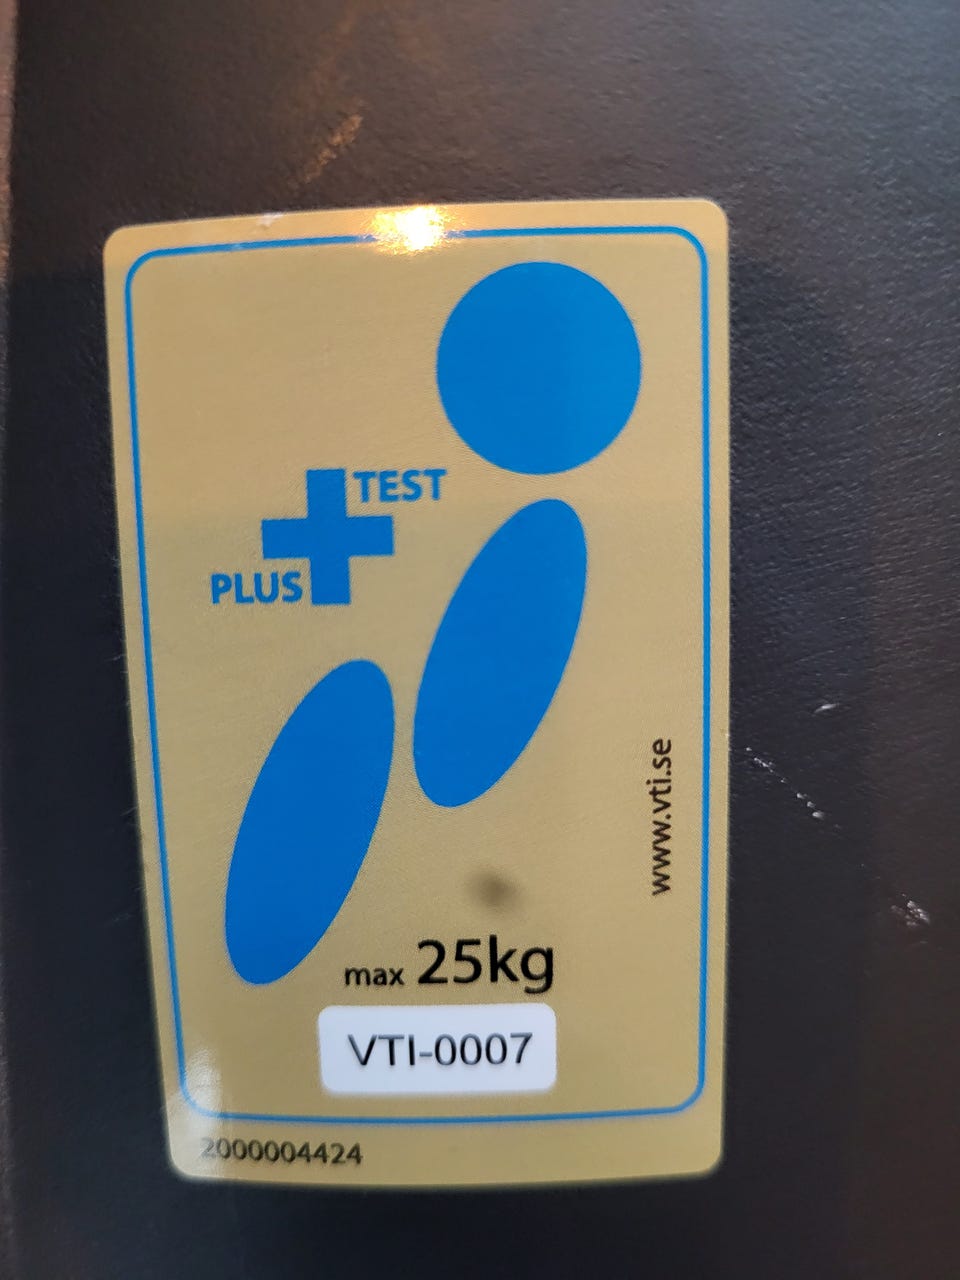 TEST
PLUS
www.vti.se
max 25kg
VTI-0007
2000004424